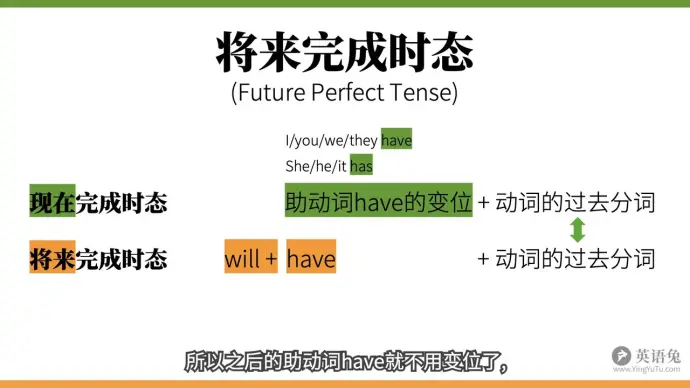 将来完成时态
(Future Perfect Tense)
I/you/we/they have
She/he/it has
现在完成时态 助动词have的变位 + 动词的过去分词
将来完成时态 will + have + 动词的过去分词
所以之后的助动词have就不用变位了,
英语兔
www.YingYuTu.com